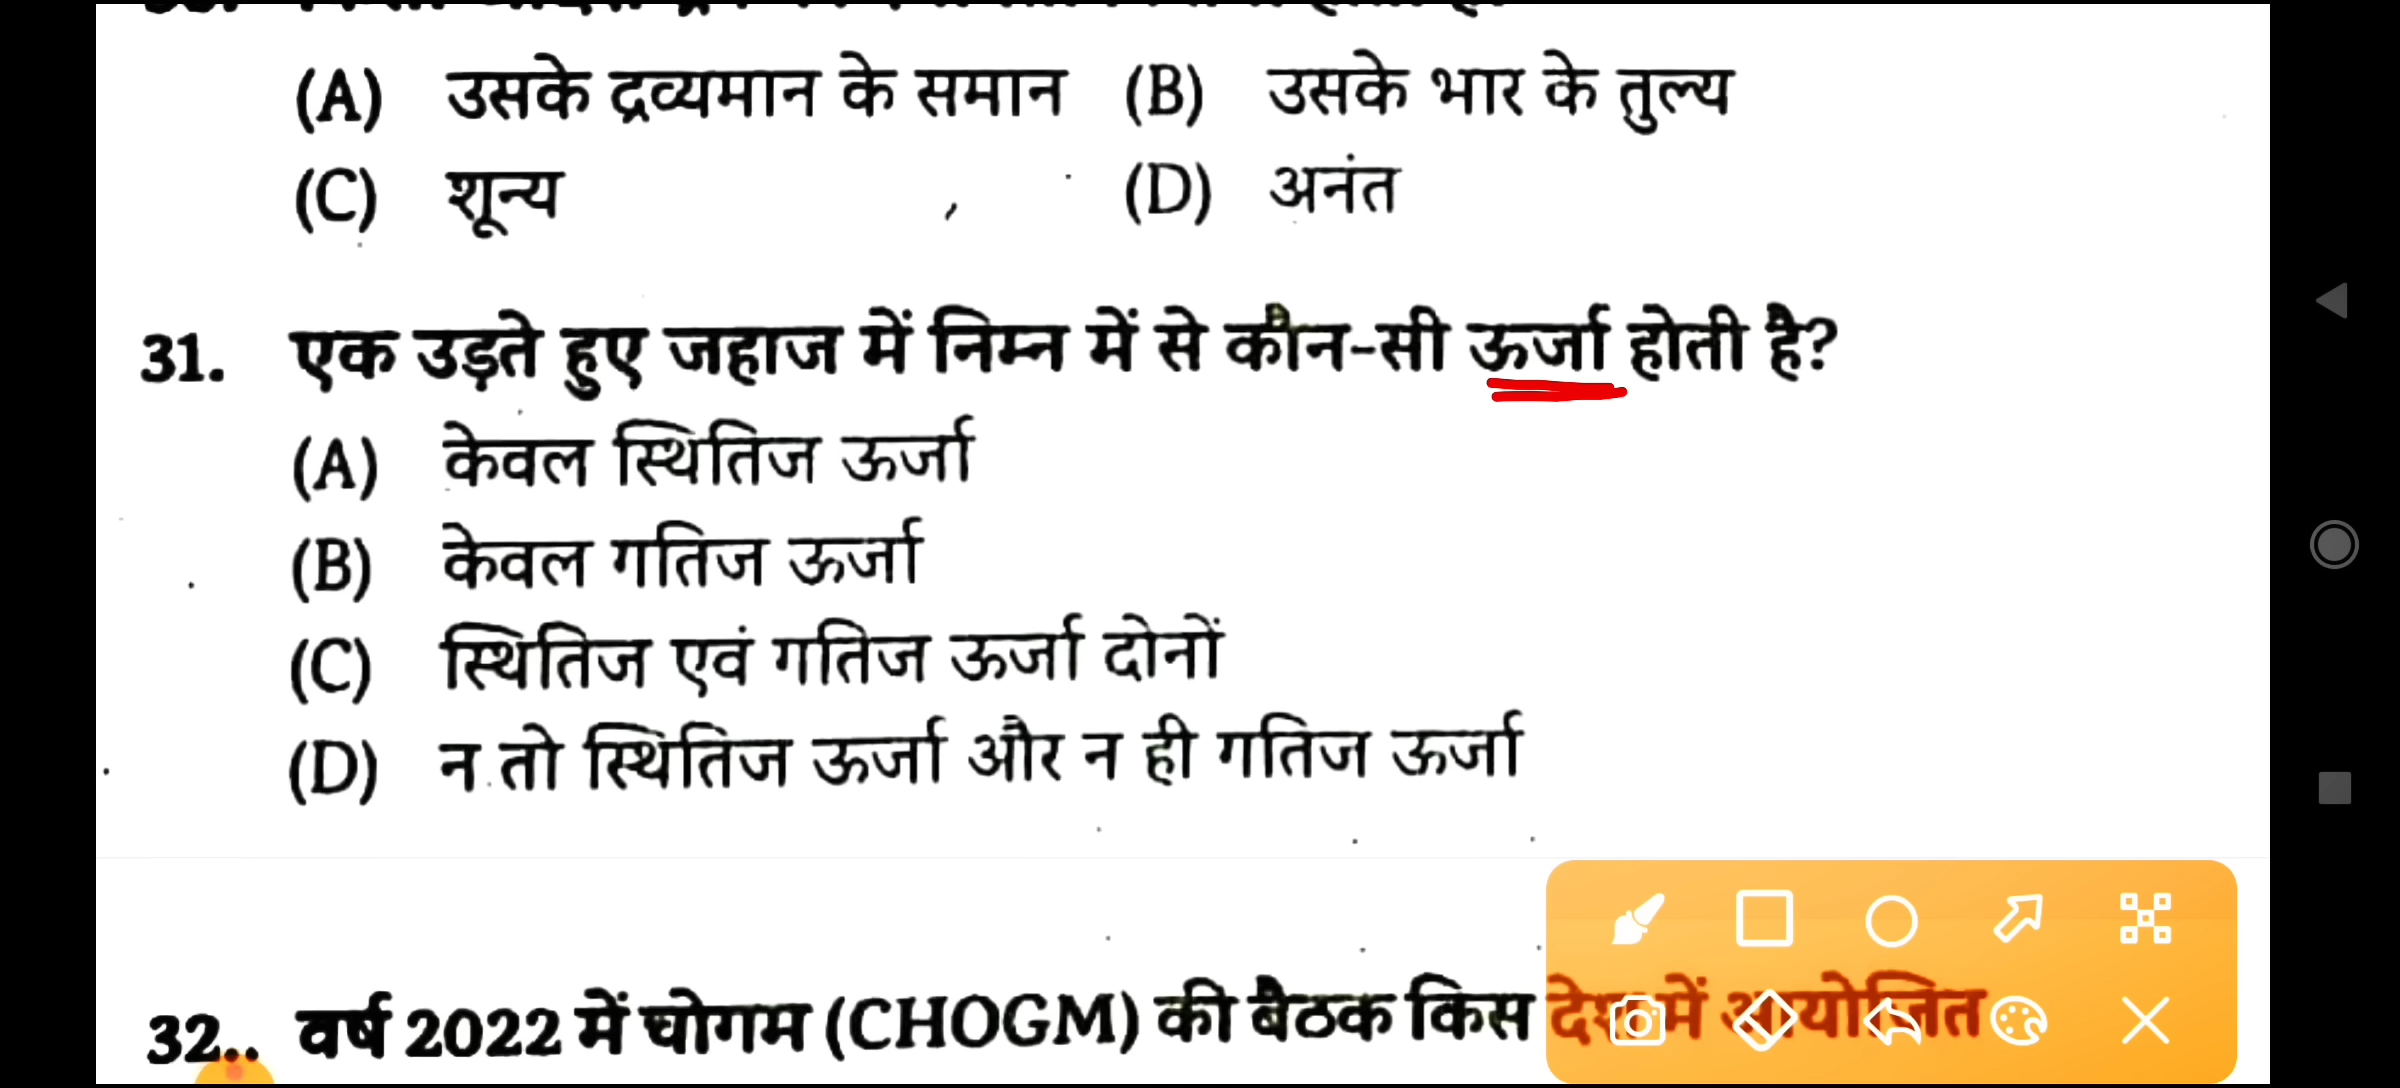 (A) उसके द्रव्यमान के समान (B) उसके भार के तुल्य
(C) शून्य (D) अनंत
31. एक उड़ते हुए जहाज में निम्न में से कौन-सी ऊर्जा होती है?
(A) केवल स्थितिज ऊर्जा
(B) केवल गतिज ऊर्जा
(C) स्थितिज एवं गतिज ऊर्जा दोनों
(D) न तो स्थितिज ऊर्जा और न ही गतिज ऊर्जा
32.. वर्ष 2022 में चोगम (CHOGM) की बैठक किस देश में आयोजित